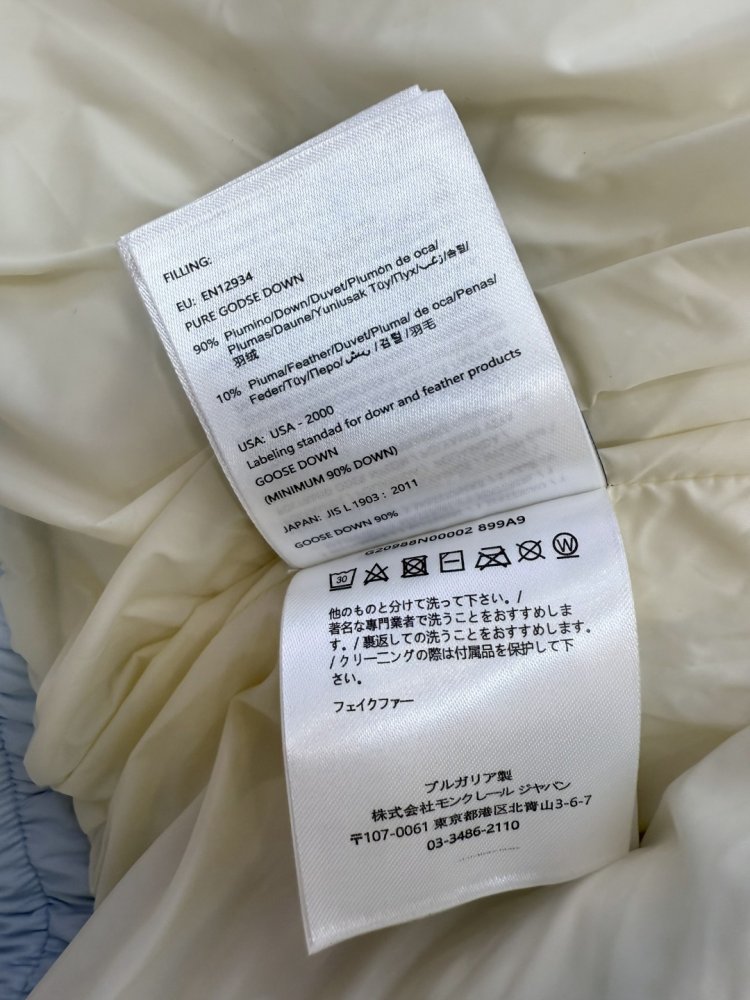 FILLING:
EU: EN12934
PURE GODSE DOWN
90% Piumino/Down/Duvet/Plumón de oca/
Plumas/Daune/Yuniusak Tüy/Пух/زغب/솜털/
羽绒
10% Piuma/Feather/Duvet/Pluma/ de oca/Penas/
Feder/Tüy/Перо/ريش/깃털/羽毛
USA: USA - 2000
Labeling standad for dowr and feather products
GOOSE DOWN
(MINIMUM 90% DOWN)
JAPAN: JIS L 1903 : 2011
GOOSE DOWN 90%
G20988N00002 899A9
30
W
他のものと分けて洗って下さい。/
著名な専門業者で洗うことをおすすめしま
す。/裏返しての洗うことをおすすめします。
/クリーニングの際は付属品を保護して下
さい。
フェイクファー
ブルガリア製
株式会社モンクレール ジャパン
〒107-0061 東京都港区北青山3-6-7
03-3486-2110